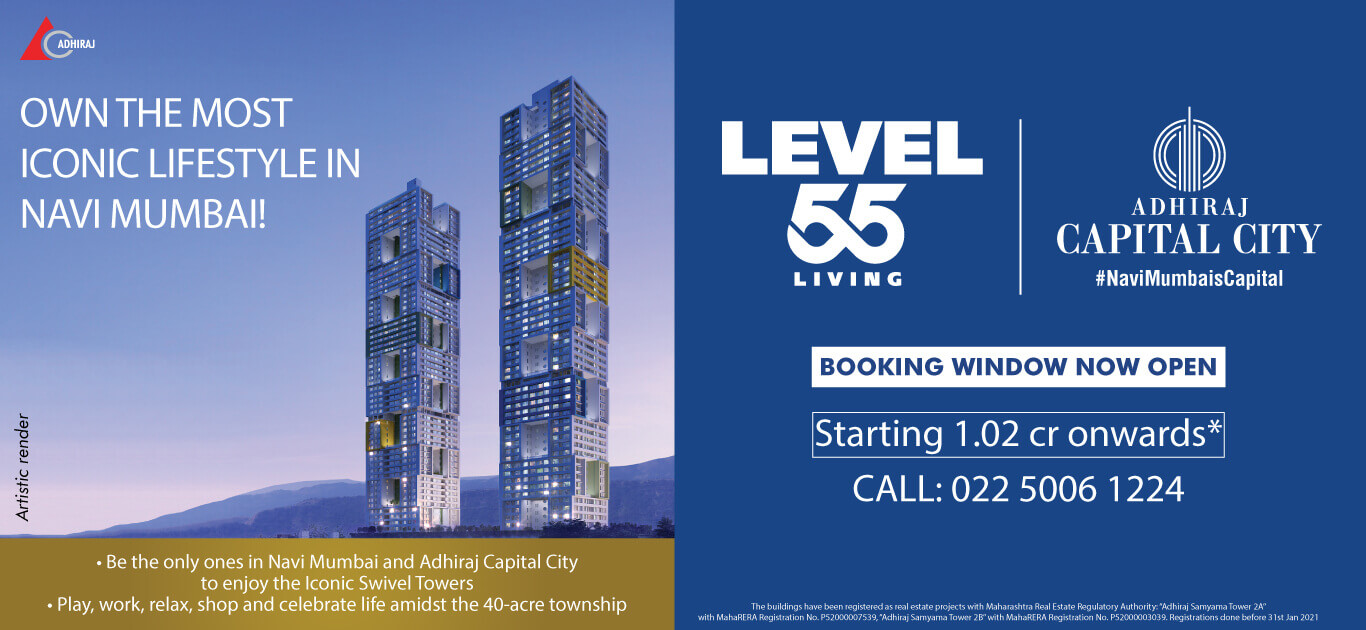 ADHIRAJ
OWN THE MOST
ICONIC LIFESTYLE IN
NAVI MUMBAI!
Artistic render
• Be the only ones in Navi Mumbai and Adhiraj Capital City
to enjoy the Iconic Swivel Towers
• Play, work, relax, shop and celebrate life amidst the 40-acre township
LEVEL
55
LIVING
ADHIRAJ
CAPITAL CITY
#NaviMumbaisCapital
BOOKING WINDOW NOW OPEN
Starting 1.02 cr onwards*
CALL: 022 5006 1224
The buildings have been registered as real estate projects with Maharashtra Real Estate Regulatory Authority: "Adhiraj Samyama Tower 2A"
with MahaRERA Registration No. P52000007539, "Adhiraj Samyama Tower 2B" with MahaRERA Registration No. P52000003039. Registrations done before 31st Jan 2021